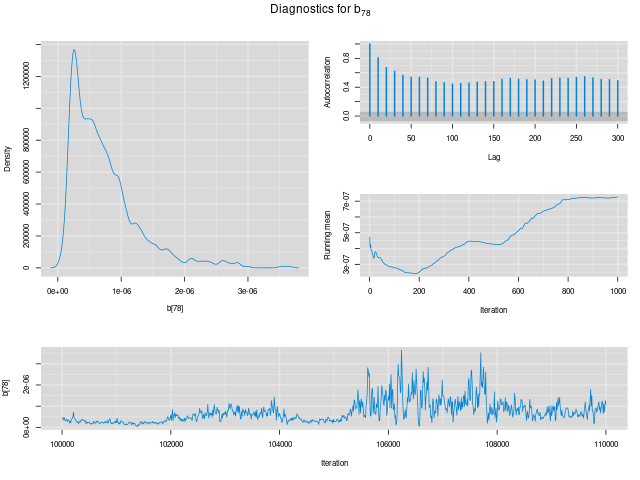 Diagnostics for b78
Density
0 200000 400000 600000 800000 1200000
0e+00 1e-06 2e-06 3e-06
b[78]
Autocorrelation
0.0 0.4 0.8
0 50 100 150 200 250 300
Lag
Running mean
3e-07 5e-07 7e-07
0 200 400 600 800 1000
Iteration
b[78]
0e+00 2e-06
100000 102000 104000 106000 108000 110000
Iteration